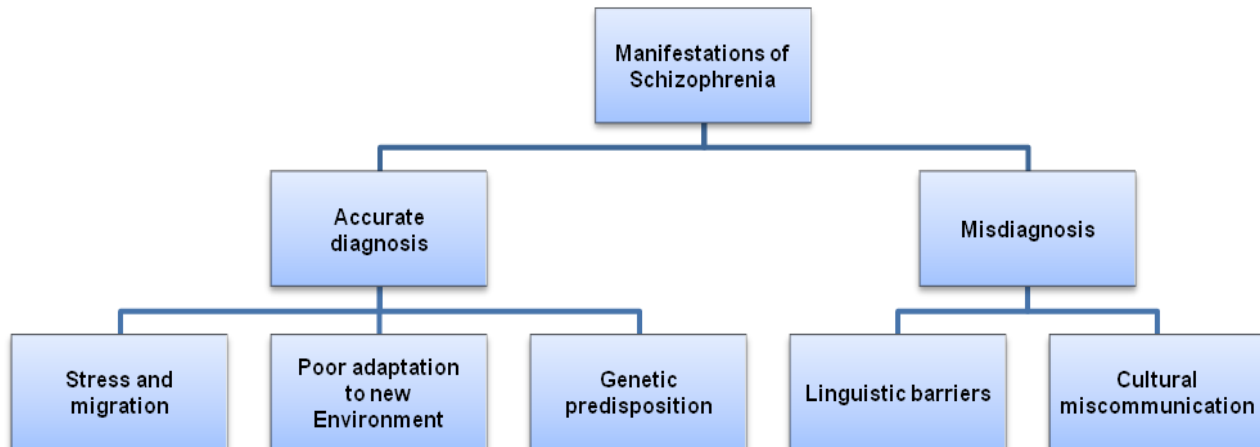 Manifestations of
Schizophrenia
Accurate
diagnosis
Misdiagnosis
Stress and
migration
Poor adaptation
to new
Environment
Genetic
predisposition
Linguistic barriers
Cultural
miscommunication